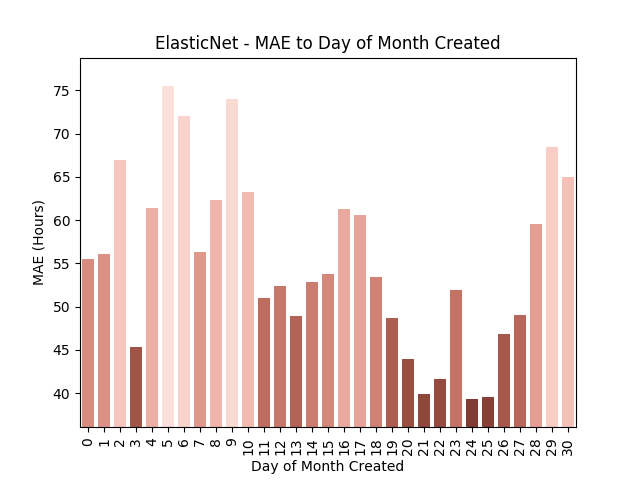 ElasticNet - MAE to Day of Month Created
MAE (Hours)
75
70
65
60
55
50
45
40
0 1 2 3 4 5 6 7 8 9 10 11 12 13 14 15 16 17 18 19 20 21 22 23 24 25 26 27 28 29 30
Day of Month Created